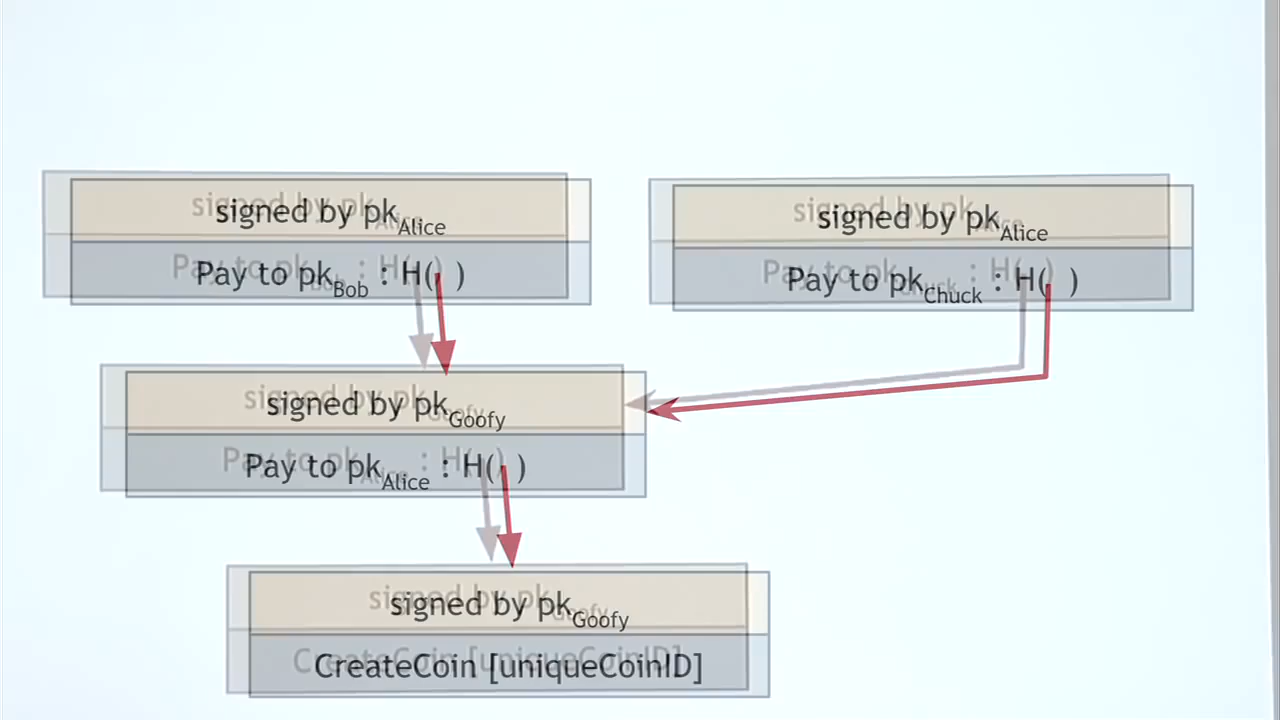 signed by pkAlice
Pay to pkBob : H( )
signed by pkAlice
Pay to pkChuck : H( )
signed by pkGoofy
Pay to pkAlice : H( )
signed by pkGoofy
CreateCoin [uniqueCoinID]